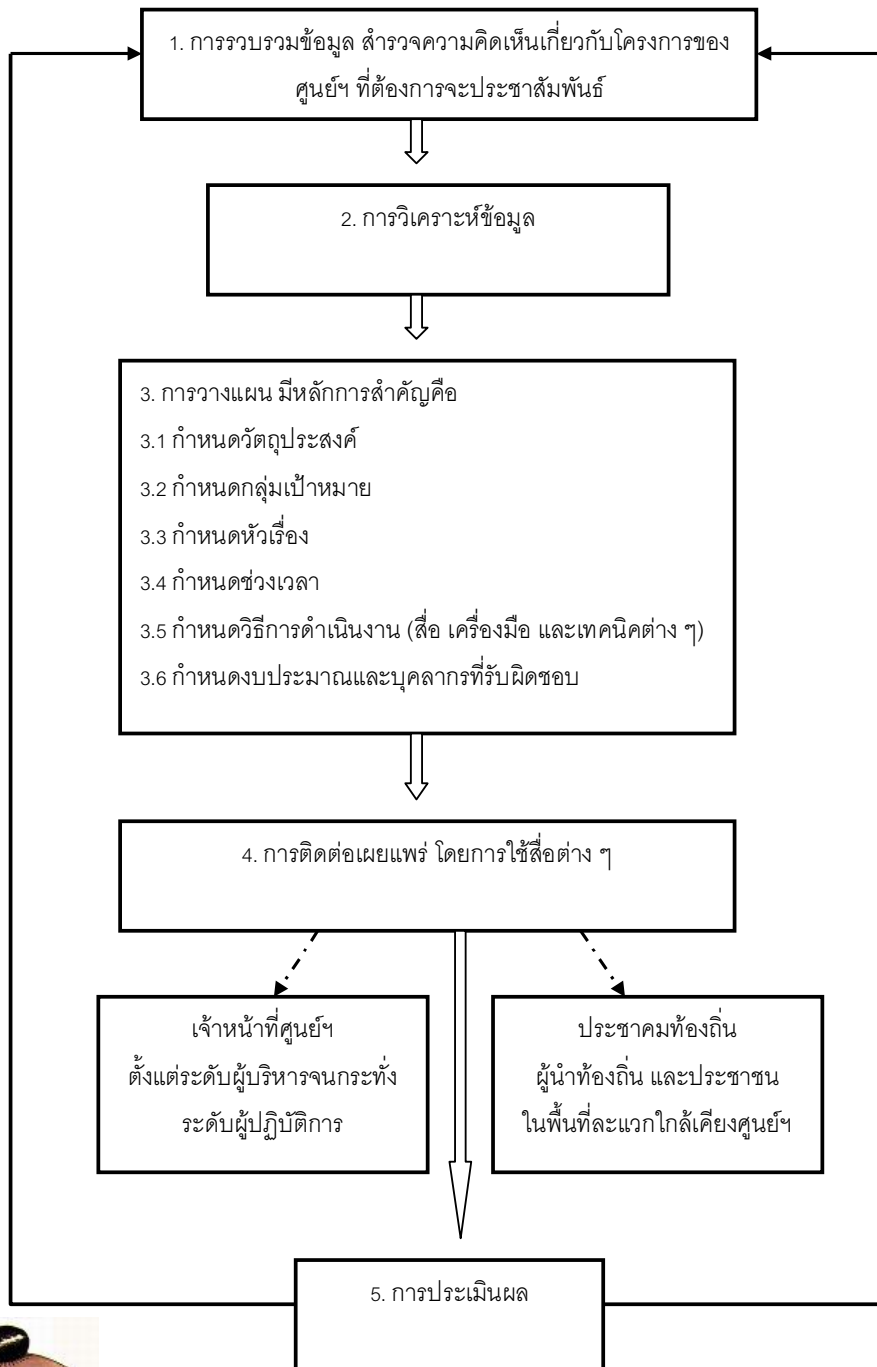 1. การรวบรวมข้อมูล สำรวจความคิดเห็นเกี่ยวกับโครงการของ
ศูนย์ฯ ที่ต้องการจะประชาสัมพันธ์
2. การวิเคราะห์ข้อมูล
3. การวางแผน มีหลักการสำคัญคือ
3.1 กำหนดวัตถุประสงค์
3.2 กำหนดกลุ่มเป้าหมาย
3.3 กำหนดหัวเรื่อง
3.4 กำหนดช่วงเวลา
3.5 กำหนดวิธีการดำเนินงาน (สื่อ เครื่องมือ และเทคนิคต่าง ๆ)
3.6 กำหนดงบประมาณและบุคลากรที่รับผิดชอบ
4. การติดต่อเผยแพร่ โดยการใช้สื่อต่าง ๆ
เจ้าหน้าที่ศูนย์ฯ
ตั้งแต่ระดับผู้บริหารจนกระทั่ง
ระดับผู้ปฏิบัติการ
ประชาคมท้องถิ่น
ผู้นำท้องถิ่น และประชาชน
ในพื้นที่ละแวกใกล้เคียงศูนย์ฯ
5. การประเมินผล